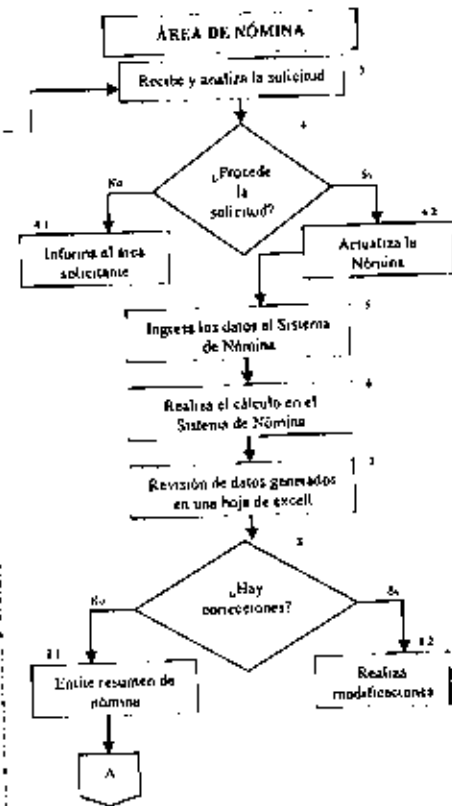 ÁREA DE NÓMINA
Recibe y analiza la solicitud
3
4
¿Procede
la
solicitud?
No
Si
4.1
Informa al área
solicitante
4.2
Actualiza la
Nómina
5
Ingresa los datos al Sistema
de Nómina
6
Realiza el cálculo en el
Sistema de Nómina
7
Revisión de datos generados
en una hoja de excell
8
¿Hay
correcciones?
No
Si
8.1
Emite resumen de
nómina
8.2
Realiza
modificaciones
A